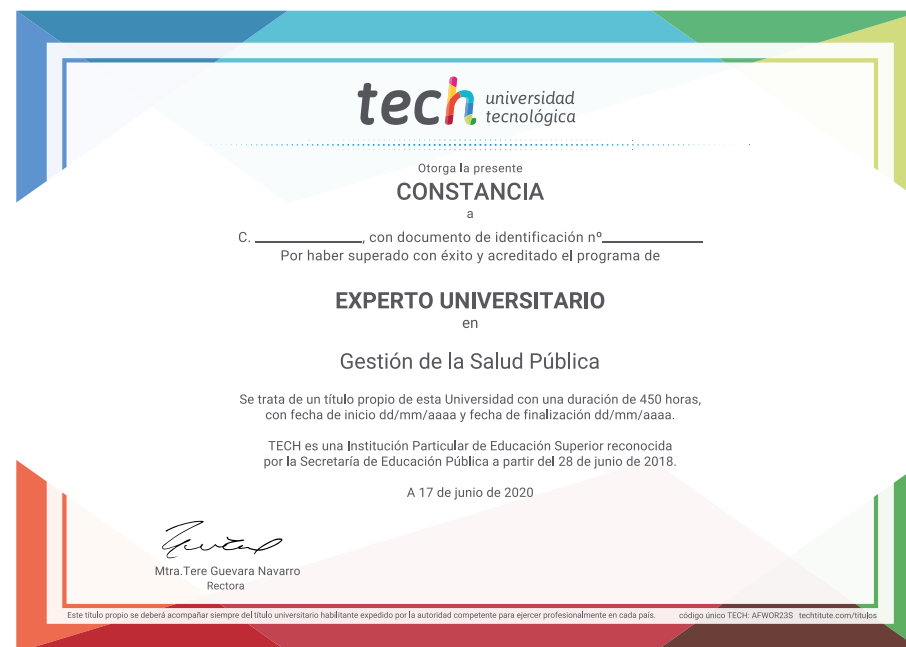 tech universidad
tecnológica
Otorga la presente
CONSTANCIA
a
C. ____________, con documento de identificación nº____________
Por haber superado con éxito y acreditado el programa de
EXPERTO UNIVERSITARIO
en
Gestión de la Salud Pública
Se trata de un título propio de esta Universidad con una duración de 450 horas,
con fecha de inicio dd/mm/aaaa y fecha de finalización dd/mm/aaaa.
TECH es una Institución Particular de Educación Superior reconocida
por la Secretaría de Educación Pública a partir del 28 de junio de 2018.
A 17 de junio de 2020
Mtra.Tere Guevara Navarro
Rectora
Este título propio se deberá acompañar siempre del título universitario habilitante expedido por la autoridad competente para ejercer profesionalmente en cada país. código único TECH: AFWOR23S techtitute.com/títulos